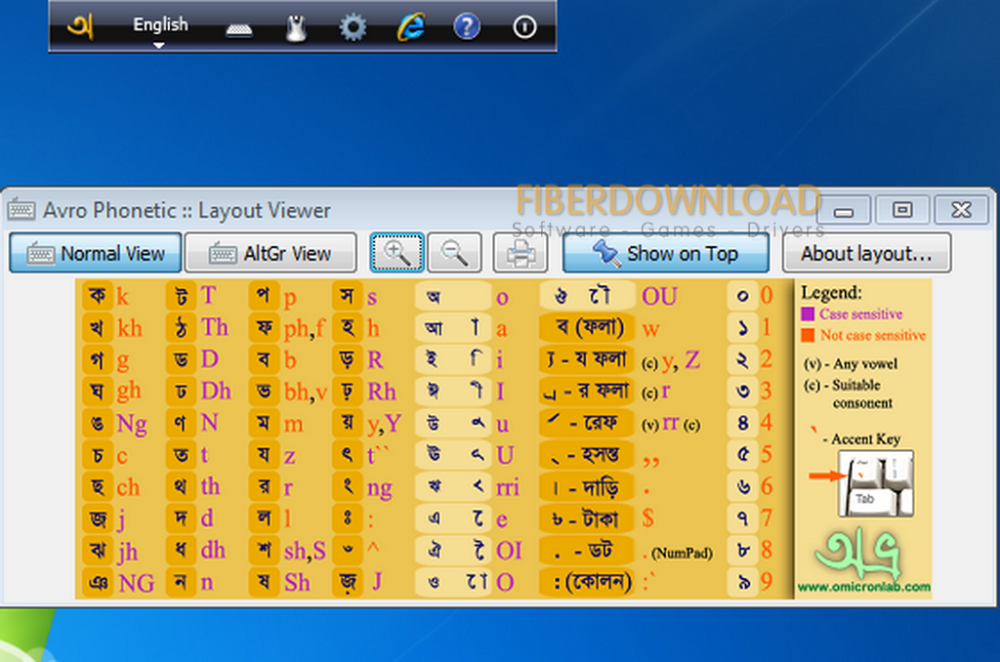 অ English
Avro Phonetic :: Layout Viewer
FIBERDOWNLOAD
Software - Games - Drivers
Normal View AltGr View Show on Top About layout...
ক k ট T প p স s অ o ঔ ৌ OU ০ 0
খ kh ঠ Th ফ ph,f হ h আ া a ব (ফলা) w ১ 1
গ g ড D ব b ড় R ই ি i ্য - য ফলা (c) y, Z ২ 2
ঘ gh ঢ Dh ভ bh,v ঢ় Rh ঈ ী I ্র - র ফলা (c) r ৩ 3
ঙ Ng ণ N ম m য় y,Y উ ু u র্ - রেফ (v) rr (c) ৪ 4
চ c ত t য z ৎ t`` ঊ ূ U ্ - হসন্ত ,, ৫ 5
ছ ch থ th র r ং ng ঋ ৃ rri । - দাড়ি . ৬ 6
জ j দ d ল l ঃ : এ ে e ৳ - টাকা $ ৭ 7
ঝ jh ধ dh শ sh,S ঁ ^ ঐ ৈ OI . - ডট . (NumPad) ৮ 8
ঞ NG ন n ষ Sh জ় J ও ো O : (কোলন) :` ৯ 9
Legend:
Case sensitive
Not case sensitive
(v) - Any vowel
(c) - Suitable
consonent
` - Accent Key
Tab
অভ্র
www.omicronlab.com